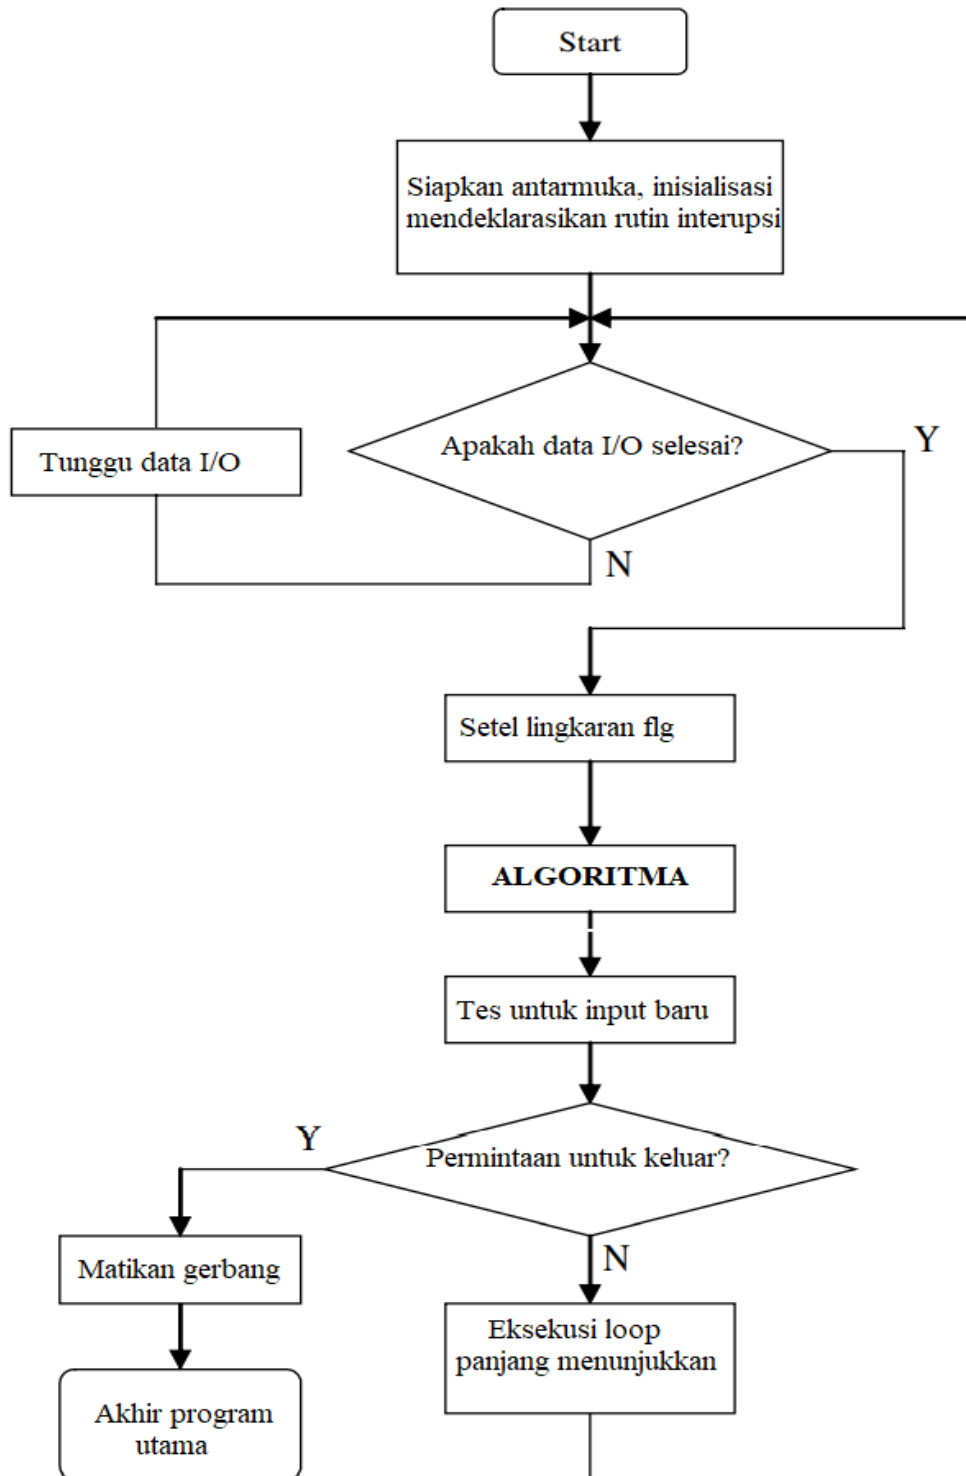 Start
Siapkan antarmuka, inisialisasi
mendeklarasikan rutin interupsi
Apakah data I/O selesai?
Y
Tunggu data I/O
N
Setel lingkaran flg
ALGORITMA
Tes untuk input baru
Y
Permintaan untuk keluar?
N
Matikan gerbang
Eksekusi loop
panjang menunjukkan
Akhir program
utama